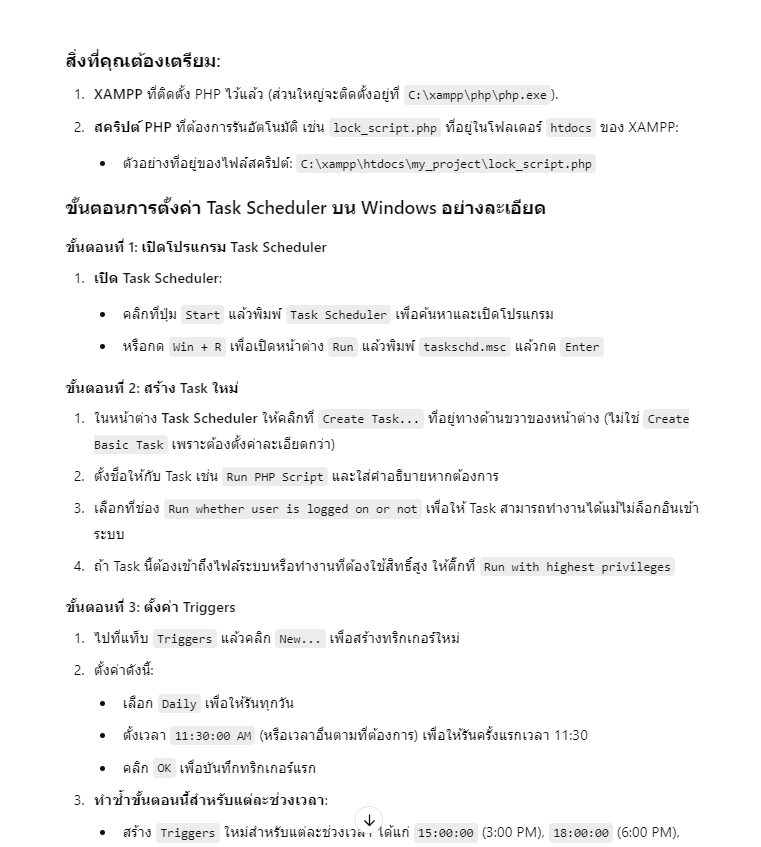 สิ่งที่คุณต้องเตรียม:
1. XAMPP ที่ติดตั้ง PHP ไว้แล้ว (ส่วนใหญ่จะติดตั้งอยู่ที่ C:\xampp\php\php.exe).
2. สคริปต์ PHP ที่ต้องการรันอัตโนมัติ เช่น lock_script.php ที่อยู่ในโฟลเดอร์ htdocs ของ XAMPP:
• ตัวอย่างที่อยู่ของไฟล์สคริปต์: C:\xampp\htdocs\my_project\lock_script.php
ขั้นตอนการตั้งค่า Task Scheduler บน Windows อย่างละเอียด
ขั้นตอนที่ 1: เปิดโปรแกรม Task Scheduler
1. เปิด Task Scheduler:
• คลิกที่ปุ่ม Start แล้วพิมพ์ Task Scheduler เพื่อค้นหาและเปิดโปรแกรม
• หรือกด Win + R เพื่อเปิดหน้าต่าง Run แล้วพิมพ์ taskschd.msc แล้วกด Enter
ขั้นตอนที่ 2: สร้าง Task ใหม่
1. ในหน้าต่าง Task Scheduler ให้คลิกที่ Create Task... ที่อยู่ทางด้านขวาของหน้าต่าง (ไม่ใช่ Create
Basic Task เพราะต้องตั้งค่าละเอียดกว่า)
2. ตั้งชื่อให้กับ Task เช่น Run PHP Script และใส่คำอธิบายหากต้องการ
3. เลือกที่ช่อง Run whether user is logged on or not เพื่อให้ Task สามารถทำงานได้แม้ไม่ล็อกอินเข้า
ระบบ
4. ถ้า Task นี้ต้องเข้าถึงไฟล์ระบบหรือทำงานที่ต้องใช้สิทธิ์สูง ให้ติ๊กที่ Run with highest privileges
ขั้นตอนที่ 3: ตั้งค่า Triggers
1. ไปที่แท็บ Triggers แล้วคลิก New... เพื่อสร้างทริกเกอร์ใหม่
2. ตั้งค่าดังนี้:
• เลือก Daily เพื่อให้รันทุกวัน
• ตั้งเวลา 11:30:00 AM (หรือเวลาอื่นตามที่ต้องการ) เพื่อให้รันครั้งแรกเวลา 11:30
• คลิก OK เพื่อบันทึกทริกเกอร์แรก
3. ทำซ้ำขั้นตอนนี้สำหรับแต่ละช่วงเวลา:
• สร้าง Triggers ใหม่สำหรับแต่ละช่วงเวลา ได้แก่ 15:00:00 (3:00 PM), 18:00:00 (6:00 PM),